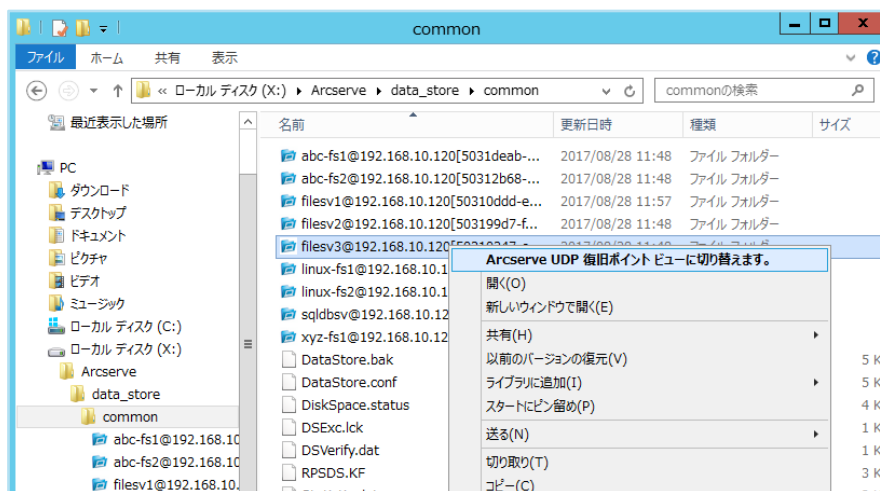 common
ファイル ホーム 共有 表示
« ローカル ディスク (X:) Arcserve data_store common commonの検索
最近表示した場所
PC
ダウンロード
デスクトップ
ドキュメント
ピクチャ
ビデオ
ミュージック
ローカル ディスク (C:)
ローカル ディスク (X:)
Arcserve
data_store
common
abc-fs1@192.168.10
abc-fs2@192.168.10
filesv1@192.168.10.
名前 更新日時 種類 サイズ
abc-fs1@192.168.10.120[5031deab-... 2017/08/28 11:48 ファイル フォルダー
abc-fs2@192.168.10.120[50312b68-... 2017/08/28 11:48 ファイル フォルダー
filesv1@192.168.10.120[50310ddd-e... 2017/08/28 11:57 ファイル フォルダー
filesv2@192.168.10.120[503199d7-f... 2017/08/28 11:48 ファイル フォルダー
filesv3@192.168.10.120
linux-fs1@192.168.10.1
linux-fs2@192.168.10.1
sqldbsv@192.168.10.12
xyz-fs1@192.168.10.12
DataStore.bak 5 K
DataStore.conf 5 K
DiskSpace.status 4 K
DSExc.lck 1 K
DSVerify.dat 1 K
RPSDS.KF 3 K
Arcserve UDP 復旧ポイント ビューに切り替えます。
開く(O)
新しいウィンドウで開く(E)
共有(H)
以前のバージョンの復元(V)
ライブラリに追加(I)
スタートにピン留め(P)
送る(N)
切り取り(T)
コピー(C)